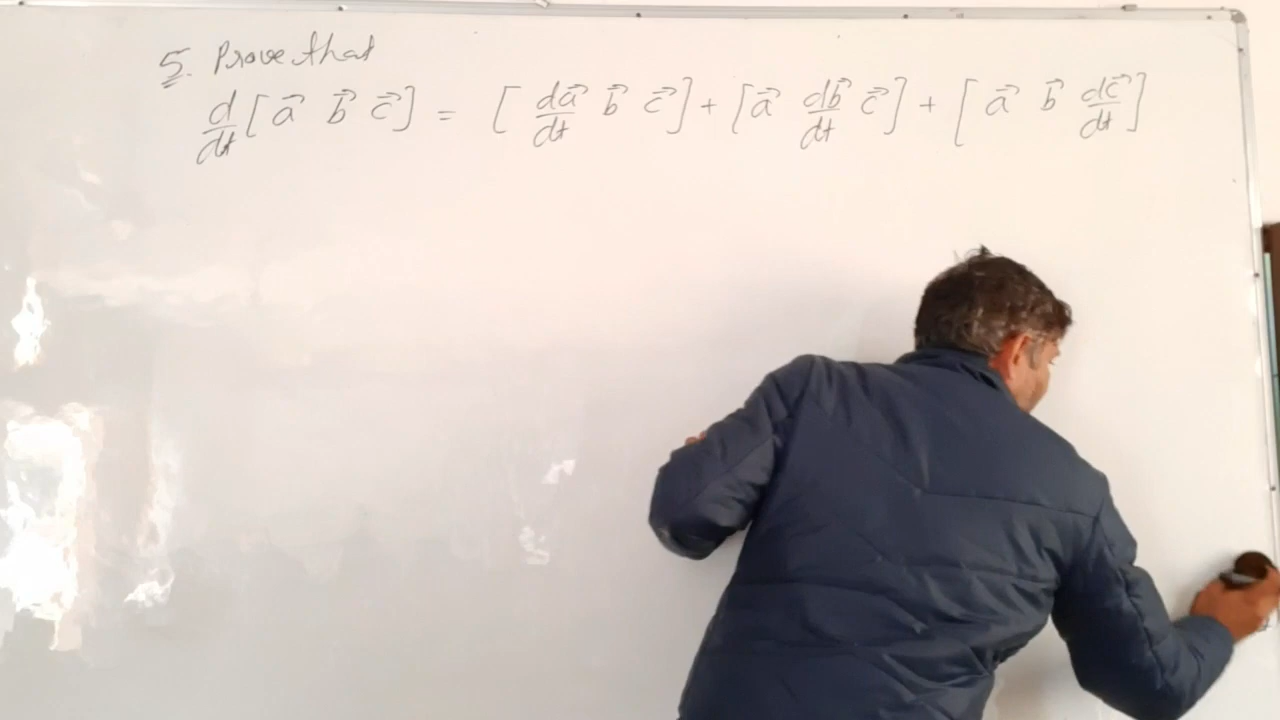 5. Prove that
d/dt [a⃗ b⃗ c⃗] = [da⃗/dt b⃗ c⃗] + [a⃗ db⃗/dt c⃗] + [a⃗ b⃗ dc⃗/dt]